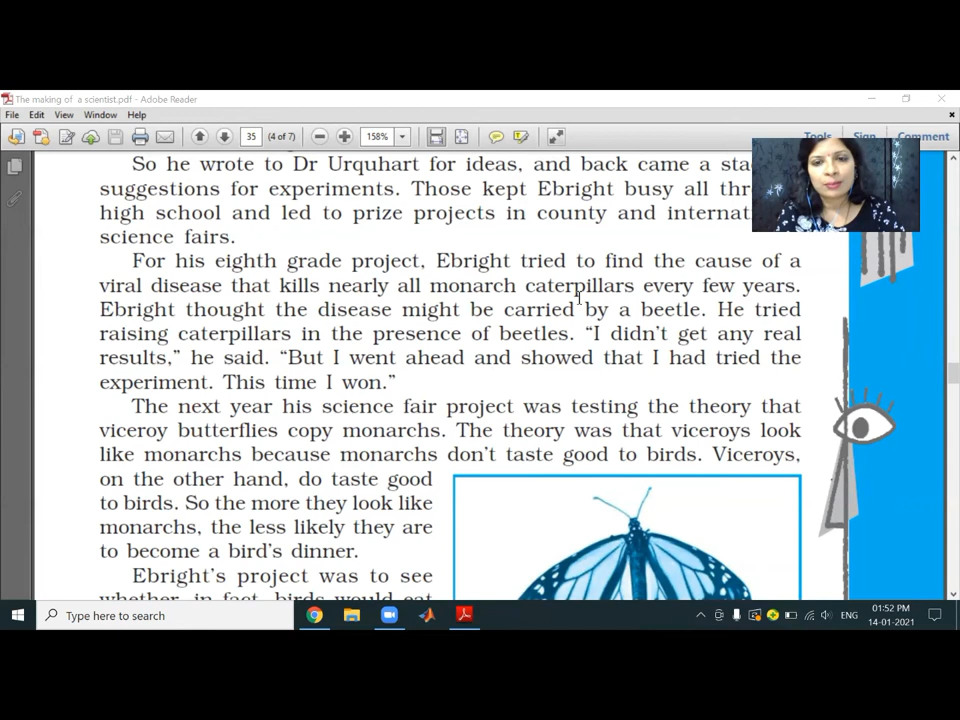 The making of a scientist.pdf - Adobe Reader
File Edit View Window Help
35 (4 of 7) 158% Tools Sign Comment
So he wrote to Dr Urquhart for ideas, and back came a
suggestions for experiments. Those kept Ebright busy all
high school and led to prize projects in county and
science fairs.
For his eighth grade project, Ebright tried to find the cause of a
viral disease that kills nearly all monarch caterpillars every few years.
Ebright thought the disease might be carried by a beetle. He tried
raising caterpillars in the presence of beetles. “I didn’t get any real
results,” he said. “But I went ahead and showed that I had tried the
experiment. This time I won.”
The next year his science fair project was testing the theory that
viceroy butterflies copy monarchs. The theory was that viceroys look
like monarchs because monarchs don’t taste good to birds. Viceroys,
on the other hand, do taste good
to birds. So the more they look like
monarchs, the less likely they are
to become a bird’s dinner.
Ebright’s project was to see
whether, in fact, birds would eat
Type here to search
ENG
01:52 PM
14-01-2021